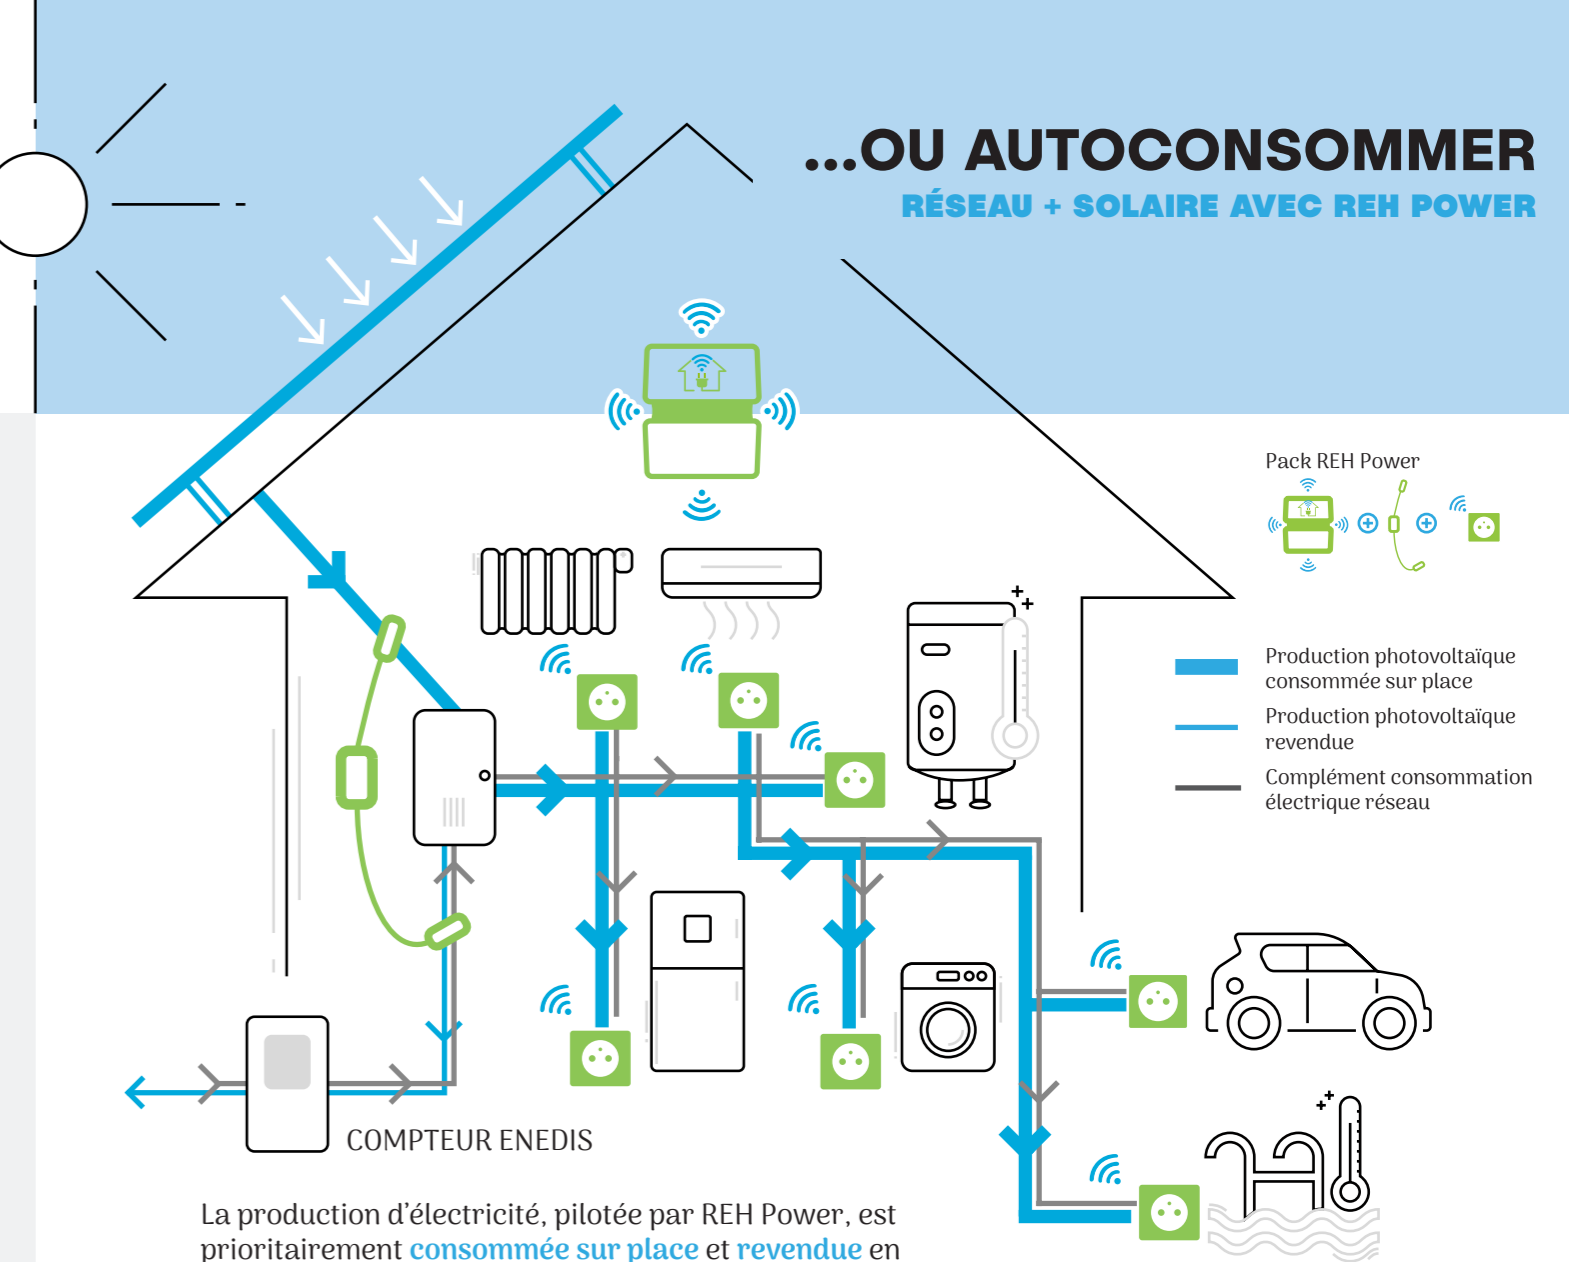 ...OU AUTOCONSOMMER
RÉSEAU + SOLAIRE AVEC REH POWER
Pack REH Power
Production photovoltaïque
consommée sur place
Production photovoltaïque
revendue
Complément consommation
électrique réseau
COMPTEUR ENEDIS
La production d'électricité, pilotée par REH Power, est
prioritairement consommée sur place et revendue en